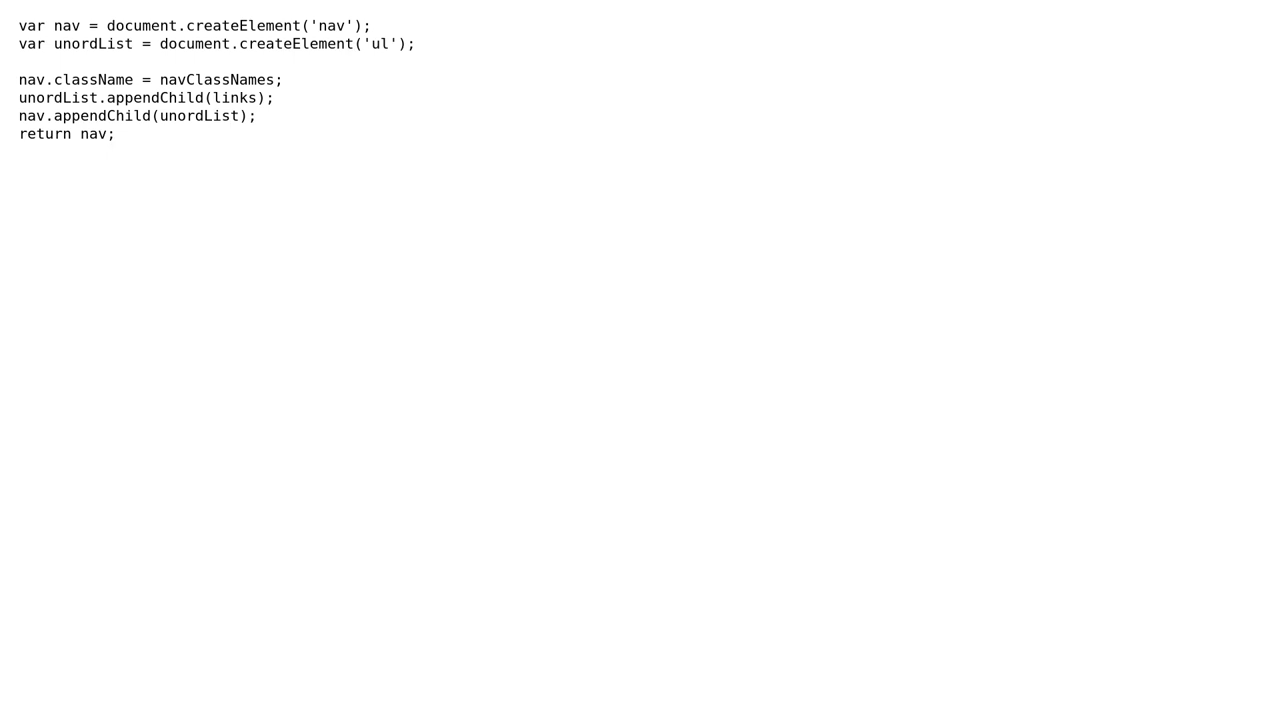 var nav = document.createElement('nav');
var unordList = document.createElement('ul');

nav.className = navClassNames;
unordList.appendChild(links);
nav.appendChild(unordList);
return nav;